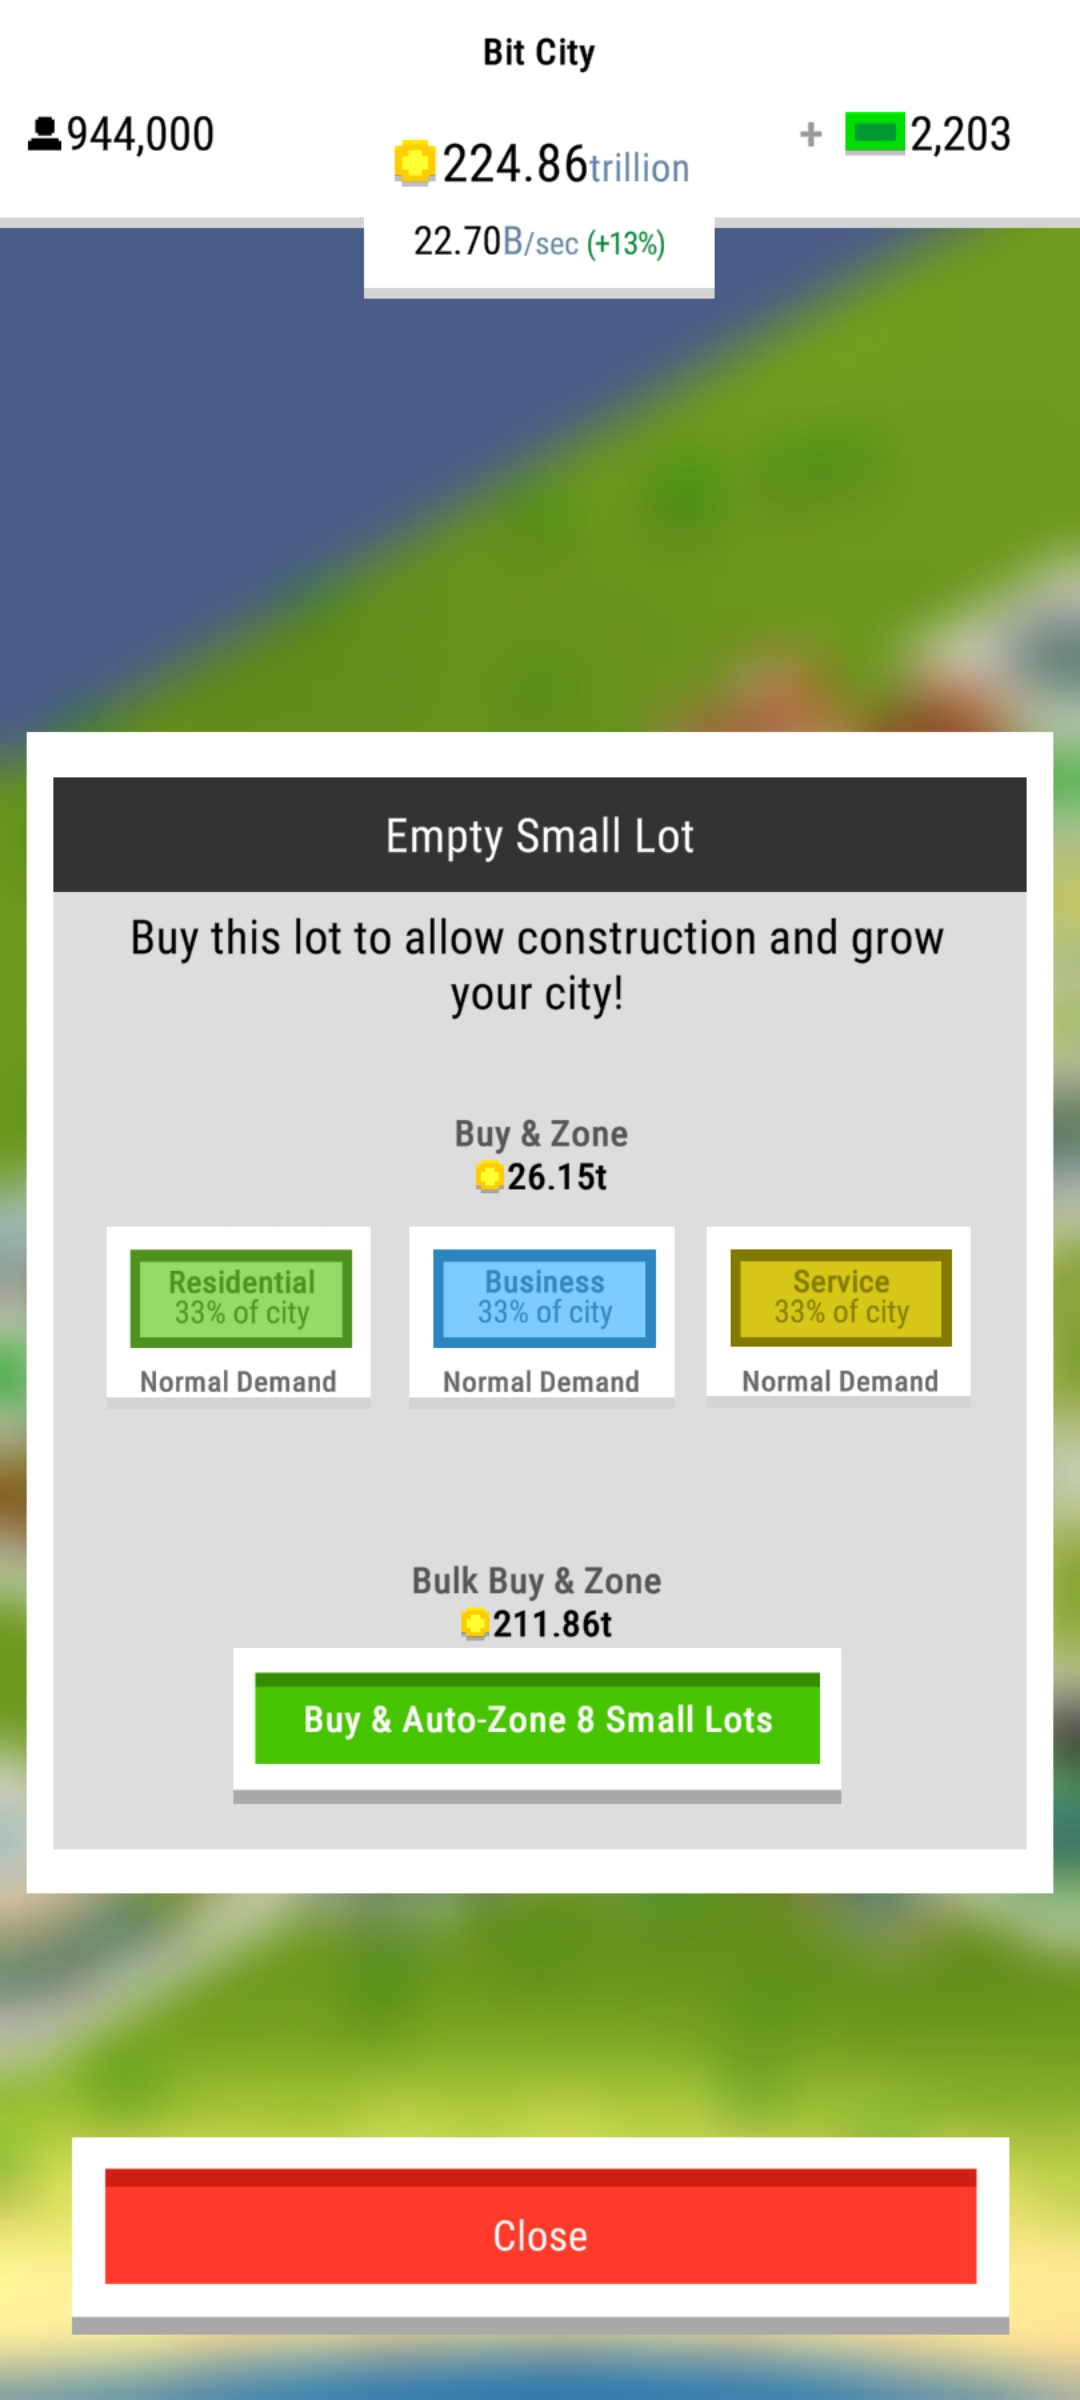 Bit City
944,000
224.86trillion
+ 2,203
22.70B/sec (+13%)
Empty Small Lot
Buy this lot to allow construction and grow
your city!
Buy & Zone
26.15t
Residential
33% of city
Normal Demand
Business
33% of city
Normal Demand
Service
33% of city
Normal Demand
Bulk Buy & Zone
211.86t
Buy & Auto-Zone 8 Small Lots
Close